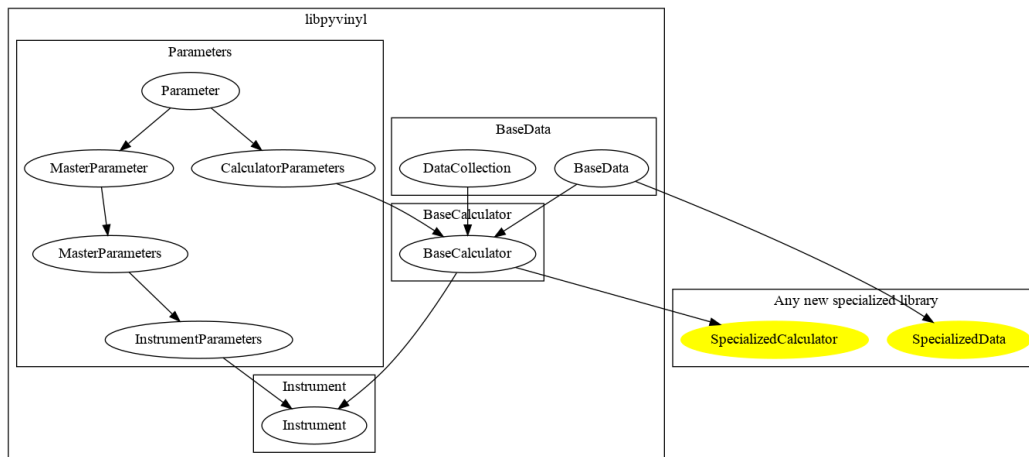 libpyvinyl
Parameters
Parameter
BaseData
MasterParameter
CalculatorParameters
DataCollection
BaseData
BaseCalculator
MasterParameters
BaseCalculator
Any new specialized library
InstrumentParameters
SpecializedCalculator
SpecializedData
Instrument
Instrument